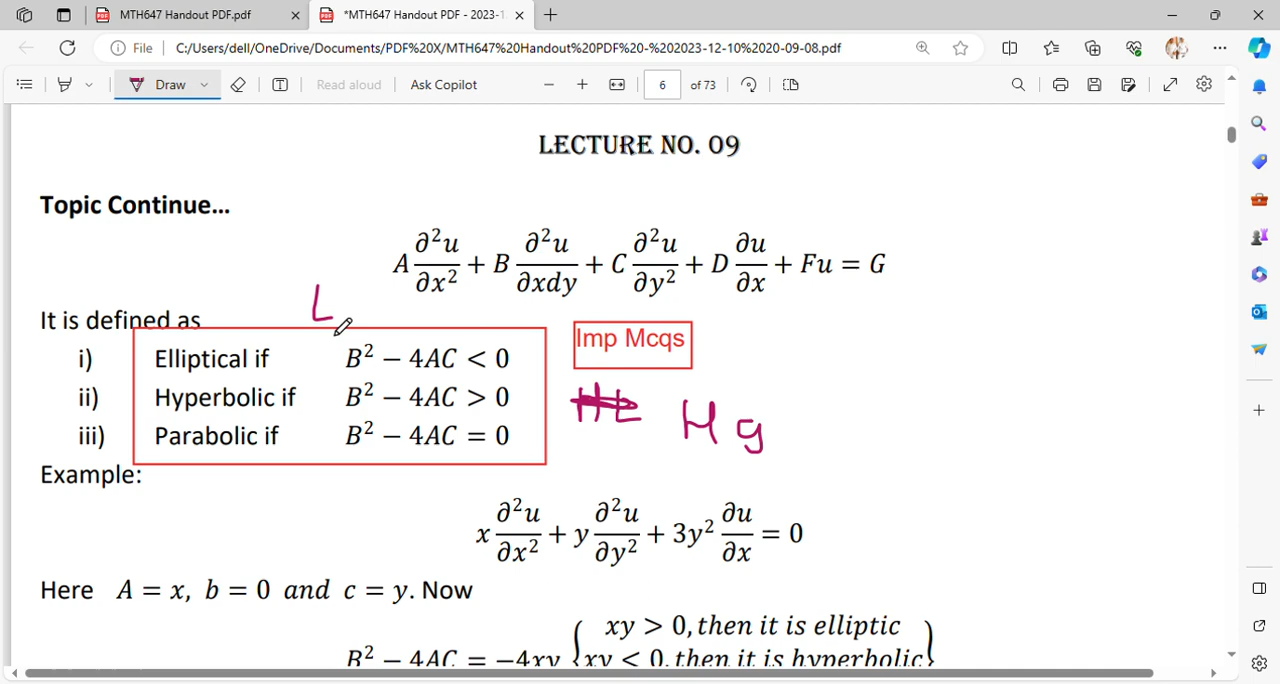 MTH647 Handout PDF.pdf
*MTH647 Handout PDF - 2023-1
File C:/Users/dell/OneDrive/Documents/PDF%20X/MTH647%20Handout%20PDF%20-%202023-12-10%2020-09-08.pdf
Draw Read aloud Ask Copilot 6 of 73
LECTURE NO. 09
Topic Continue...
A ∂²u/∂x² + B ∂²u/∂xdy + C ∂²u/∂y² + D ∂u/∂x + Fu = G
L
It is defined as
i) Elliptical if B² − 4AC < 0
Imp Mcqs
ii) Hyperbolic if B² − 4AC > 0
iii) Parabolic if B² − 4AC = 0
H g
Example:
x ∂²u/∂x² + y ∂²u/∂y² + 3y² ∂u/∂x = 0
Here A = x, b = 0 and c = y. Now
xy > 0, then it is elliptic
B² − 4AC = −4xy { xy < 0, then it is hyperbolic }